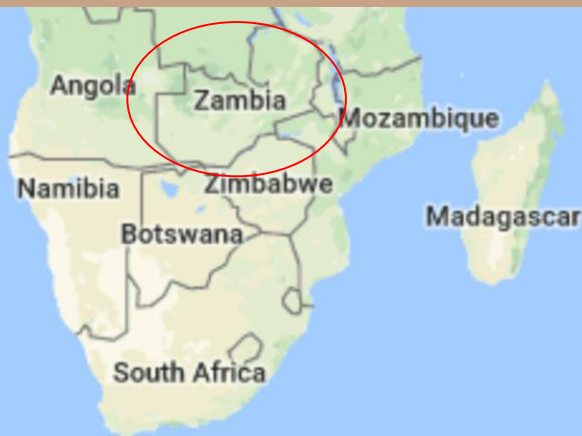 Angola
Zambia
Mozambique
Namibia
Zimbabwe
Madagascar
Botswana
South Africa